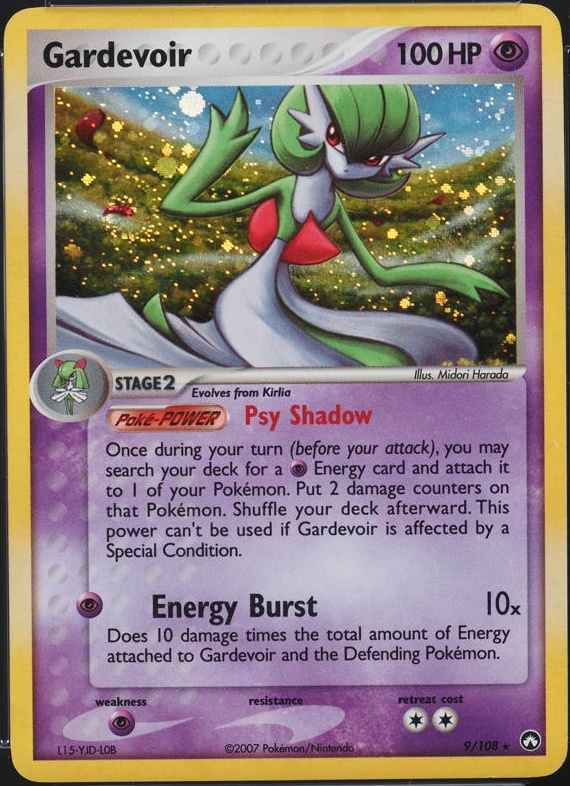 Gardevoir 100 HP
Illus. Midori Harada
STAGE 2
Evolves from Kirlia
Poké-POWER Psy Shadow
Once during your turn (before your attack), you may
search your deck for a Energy card and attach it
to 1 of your Pokémon. Put 2 damage counters on
that Pokémon. Shuffle your deck afterward. This
power can't be used if Gardevoir is affected by a
Special Condition.
Energy Burst 10x
Does 10 damage times the total amount of Energy
attached to Gardevoir and the Defending Pokémon.
weakness resistance retreat cost
L15-YJD-L0B ©2007 Pokémon/Nintendo 9/108 ★